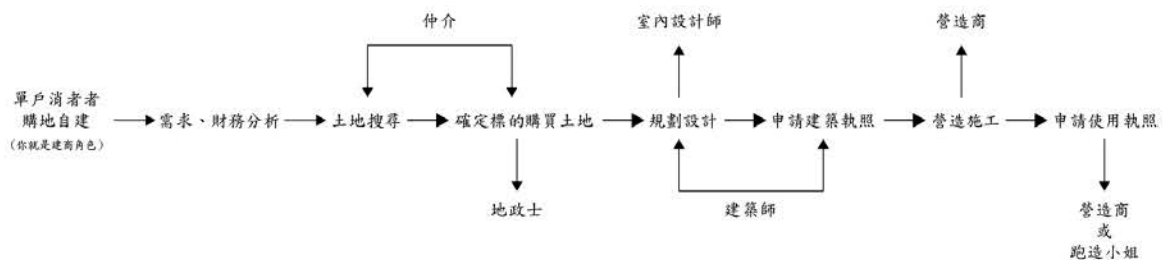 仲介
室內設計師
營造商
單戶消者者
購地自建
(你就是建商角色)
需求、財務分析
土地搜尋
確定標的購買土地
規劃設計
申請建築執照
營造施工
申請使用執照
地政士
建築師
營造商
或
跑造小姐